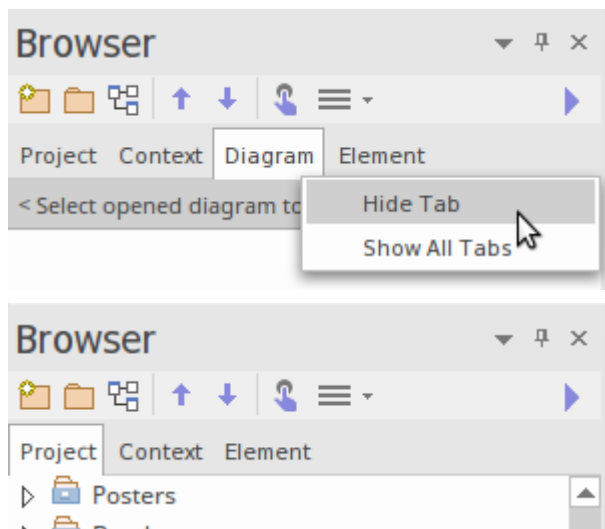 Browser
Project Context Diagram Element
< Select opened diagram to
Hide Tab
Show All Tabs
Browser
Project Context Element
Posters